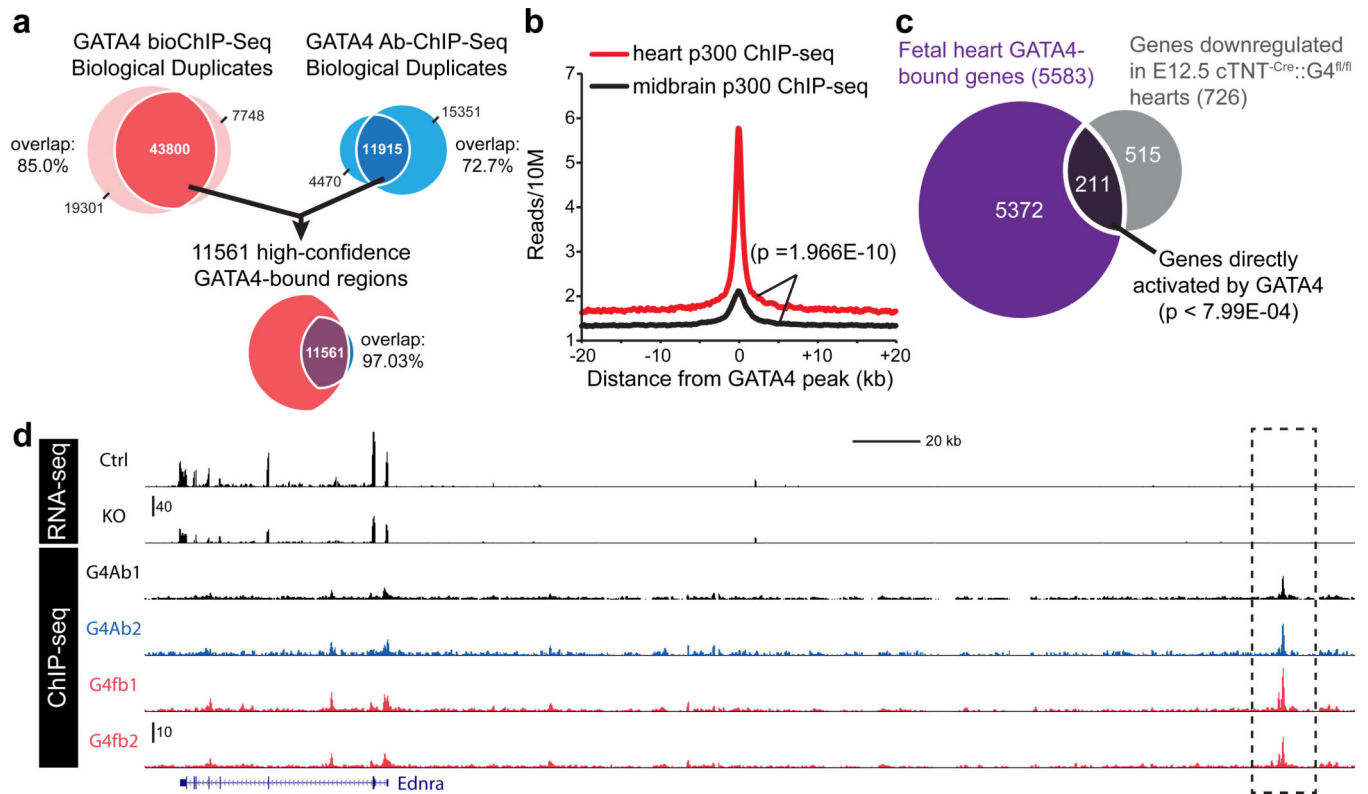 a
GATA4 bioChIP-Seq
Biological Duplicates
GATA4 Ab-ChIP-Seq
Biological Duplicates
7748
15351
overlap:
85.0%
43800
11915
overlap:
72.7%
4470
19301
11561 high-confidence
GATA4-bound regions
11561
overlap:
97.03%
b
heart p300 ChIP-seq
midbrain p300 ChIP-seq
7
6
5
4
3
2
1
Reads/10M
(p =1.966E-10)
-20
-10
0
+10
+20
Distance from GATA4 peak (kb)
c
Fetal heart GATA4-
bound genes (5583)
Genes downregulated
in E12.5 cTNT-Cre::G4fl/fl
hearts (726)
515
211
5372
Genes directly
activated by GATA4
(p < 7.99E-04)
d
RNA-seq
Ctrl
20 kb
KO
40
ChIP-seq
G4Ab1
G4Ab2
G4fb1
G4fb2
10
Ednra